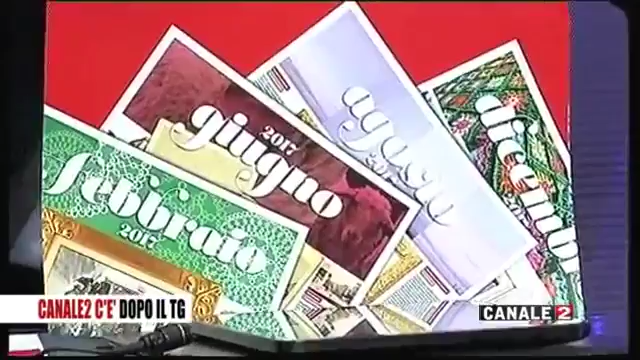 febbraio
2017
giugno
2017
agosto
dicembre
CANALE2 C'E' DOPO IL TG
CANALE 2